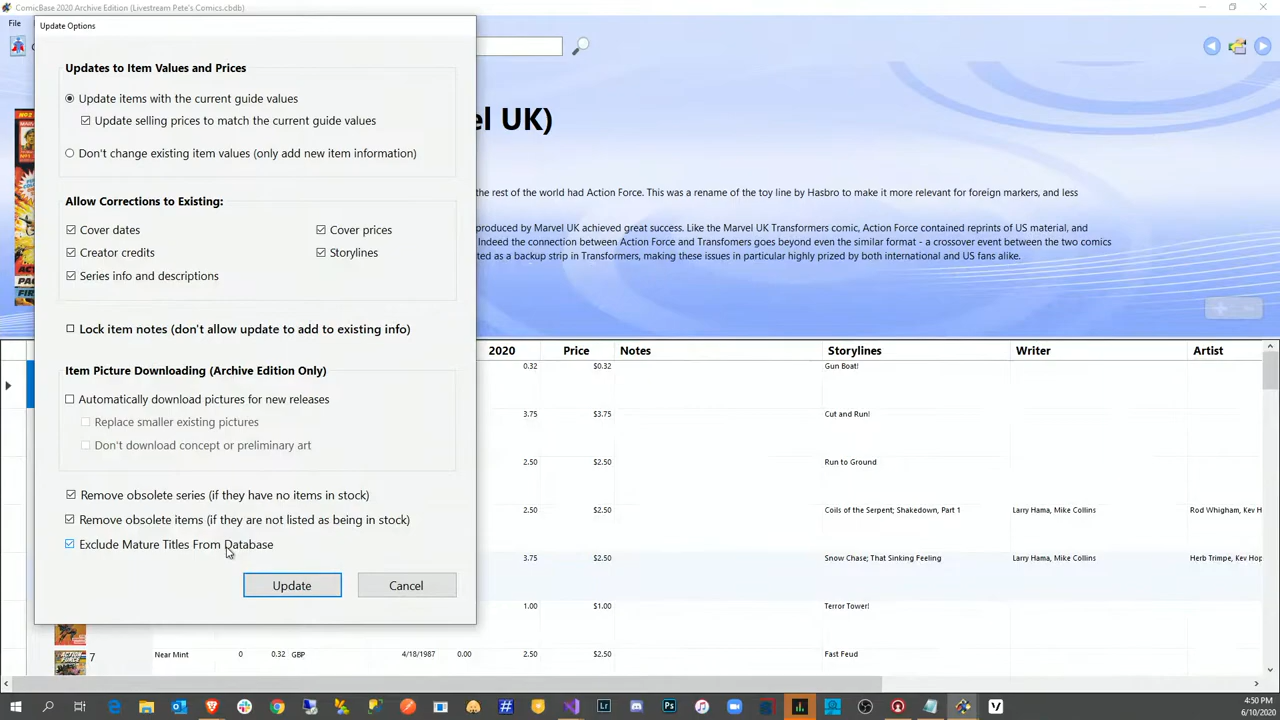 ComicBase 2020 Archive Edition (Livestream Pete's Comics.cbdb)
File
Update Options
Updates to Item Values and Prices
Update items with the current guide values
Update selling prices to match the current guide values
Don't change existing item values (only add new item information)
Allow Corrections to Existing:
Cover dates
Cover prices
Creator credits
Storylines
Series info and descriptions
Lock item notes (don't allow update to add to existing info)
Item Picture Downloading (Archive Edition Only)
Automatically download pictures for new releases
Replace smaller existing pictures
Don't download concept or preliminary art
Remove obsolete series (if they have no items in stock)
Remove obsolete items (if they are not listed as being in stock)
Exclude Mature Titles From Database
Update Cancel
el UK)
the rest of the world had Action Force. This was a rename of the toy line by Hasbro to make it more relevant for foreign markers, and less
produced by Marvel UK achieved great success. Like the Marvel UK Transformers comic, Action Force contained reprints of US material, and
Indeed the connection between Action Force and Transfomers goes beyond even the similar format - a crossover event between the two comics
ted as a backup strip in Transformers, making these issues in particular highly prized by both international and US fans alike.
2020 Price Notes Storylines Writer Artist
0.32 $0.32 Gun Boat!
3.75 $3.75 Cut and Run!
2.50 $2.50 Run to Ground
2.50 $2.50 Coils of the Serpent; Shakedown, Part 1 Larry Hama, Mike Collins Rod Whigham, Kev H
3.75 $2.50 Snow Chase; That Sinking Feeling Larry Hama, Mike Collins Herb Trimpe, Kev Hop
1.00 $1.00 Terror Tower!
7 Near Mint 0 0.32 GBP 4/18/1987 0.00 2.50 $2.50 Fast Feud
4:50 PM
6/10/2020